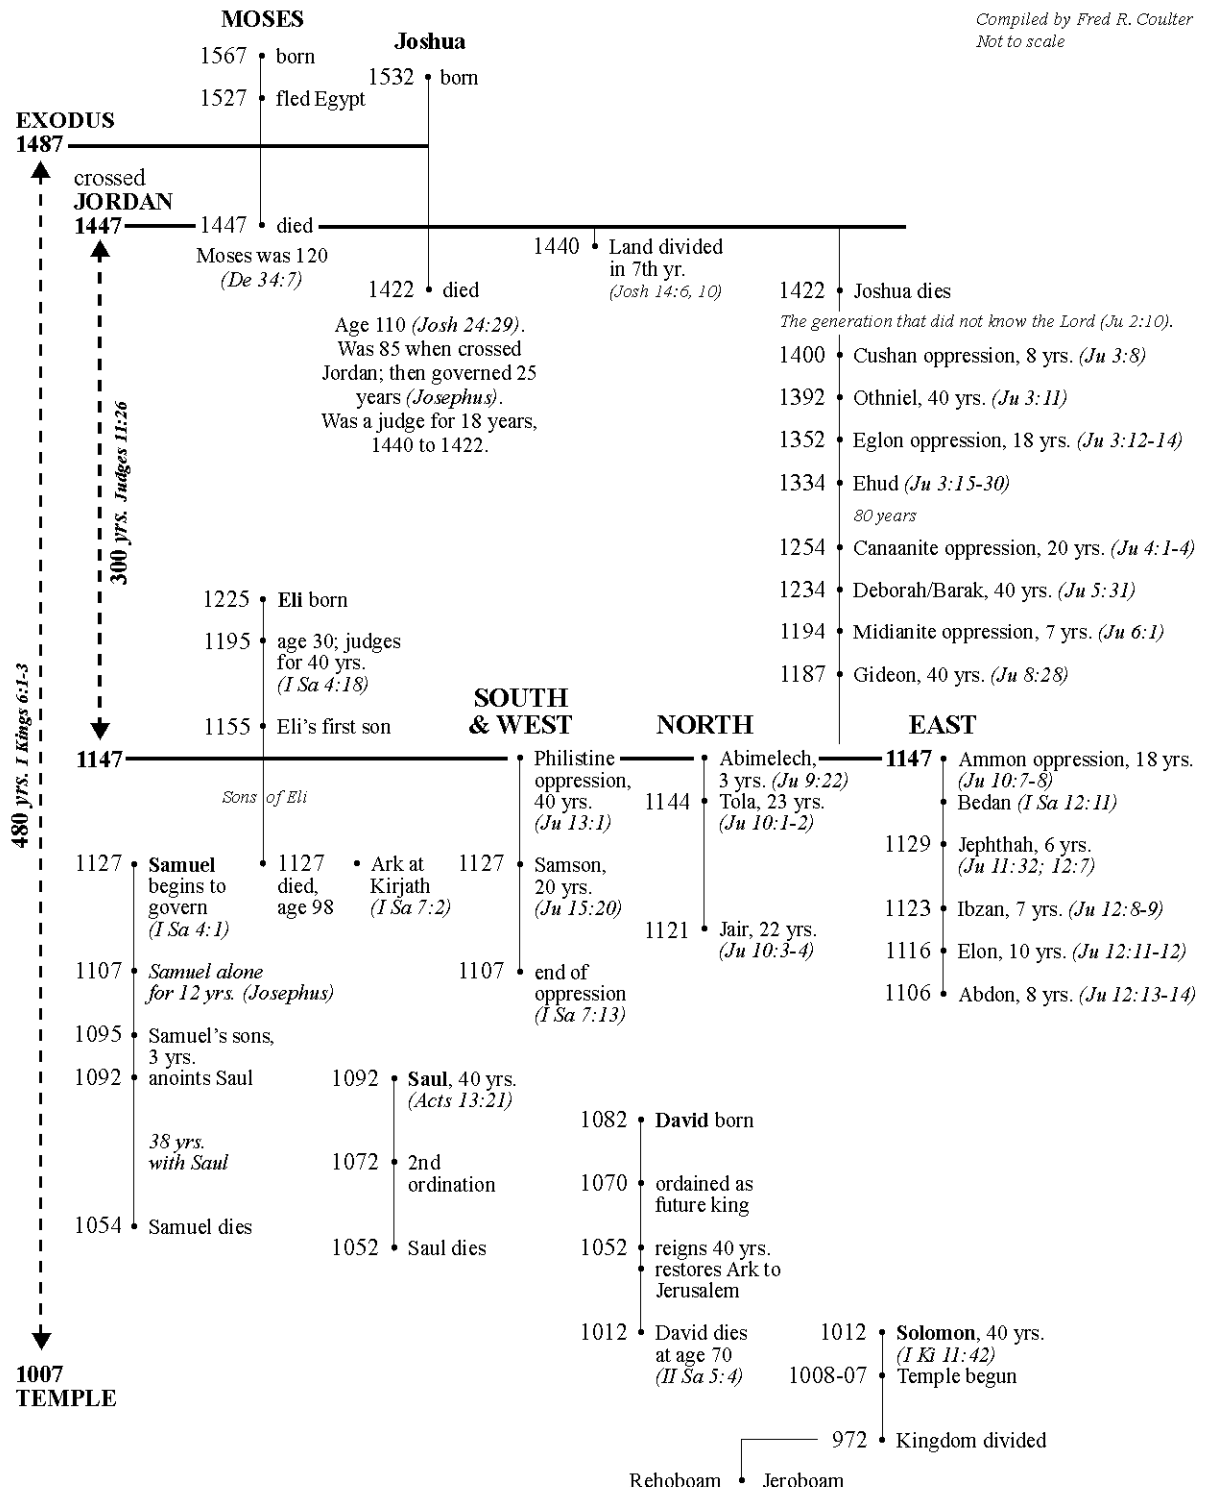 MOSES
1567 born
1527 fled Egypt
Joshua
1532 born
Compiled by Fred R. Coulter
Not to scale
EXODUS
1487
crossed
JORDAN
1447
1447 died
Moses was 120
(De 34:7)
1422 died
Age 110 (Josh 24:29).
Was 85 when crossed
Jordan; then governed 25
years (Josephus).
Was a judge for 18 years,
1440 to 1422.
1440 Land divided
in 7th yr.
(Josh 14:6, 10)
1422 Joshua dies
The generation that did not know the Lord (Ju 2:10).
1400 Cushan oppression, 8 yrs. (Ju 3:8)
1392 Othniel, 40 yrs. (Ju 3:11)
1352 Eglon oppression, 18 yrs. (Ju 3:12-14)
1334 Ehud (Ju 3:15-30)
80 years
1254 Canaanite oppression, 20 yrs. (Ju 4:1-4)
1234 Deborah/Barak, 40 yrs. (Ju 5:31)
1194 Midianite oppression, 7 yrs. (Ju 6:1)
1187 Gideon, 40 yrs. (Ju 8:28)
480 yrs. I Kings 6:1-3
300 yrs. Judges 11:26
1225 Eli born
1195 age 30; judges
for 40 yrs.
(I Sa 4:18)
1155 Eli's first son
1147
Sons of Eli
1127 died,
age 98
Ark at
Kirjath
(I Sa 7:2)
SOUTH
& WEST
Philistine
oppression,
40 yrs.
(Ju 13:1)
1127 Samson,
20 yrs.
(Ju 15:20)
1107 end of
oppression
(I Sa 7:13)
NORTH
Abimelech,
3 yrs. (Ju 9:22)
1144 Tola, 23 yrs.
(Ju 10:1-2)
1121 Jair, 22 yrs.
(Ju 10:3-4)
EAST
1147 Ammon oppression, 18 yrs.
(Ju 10:7-8)
Bedan (I Sa 12:11)
1129 Jephthah, 6 yrs.
(Ju 11:32; 12:7)
1123 Ibzan, 7 yrs. (Ju 12:8-9)
1116 Elon, 10 yrs. (Ju 12:11-12)
1106 Abdon, 8 yrs. (Ju 12:13-14)
1127 Samuel
begins to
govern
(I Sa 4:1)
1107 Samuel alone
for 12 yrs. (Josephus)
1095 Samuel's sons,
3 yrs.
1092 anoints Saul
38 yrs.
with Saul
1054 Samuel dies
1092 Saul, 40 yrs.
(Acts 13:21)
1072 2nd
ordination
1052 Saul dies
1082 David born
1070 ordained as
future king
1052 reigns 40 yrs.
restores Ark to
Jerusalem
1012 David dies
at age 70
(II Sa 5:4)
1012 Solomon, 40 yrs.
(I Ki 11:42)
1008-07 Temple begun
972 Kingdom divided
Rehoboam Jeroboam
1007
TEMPLE